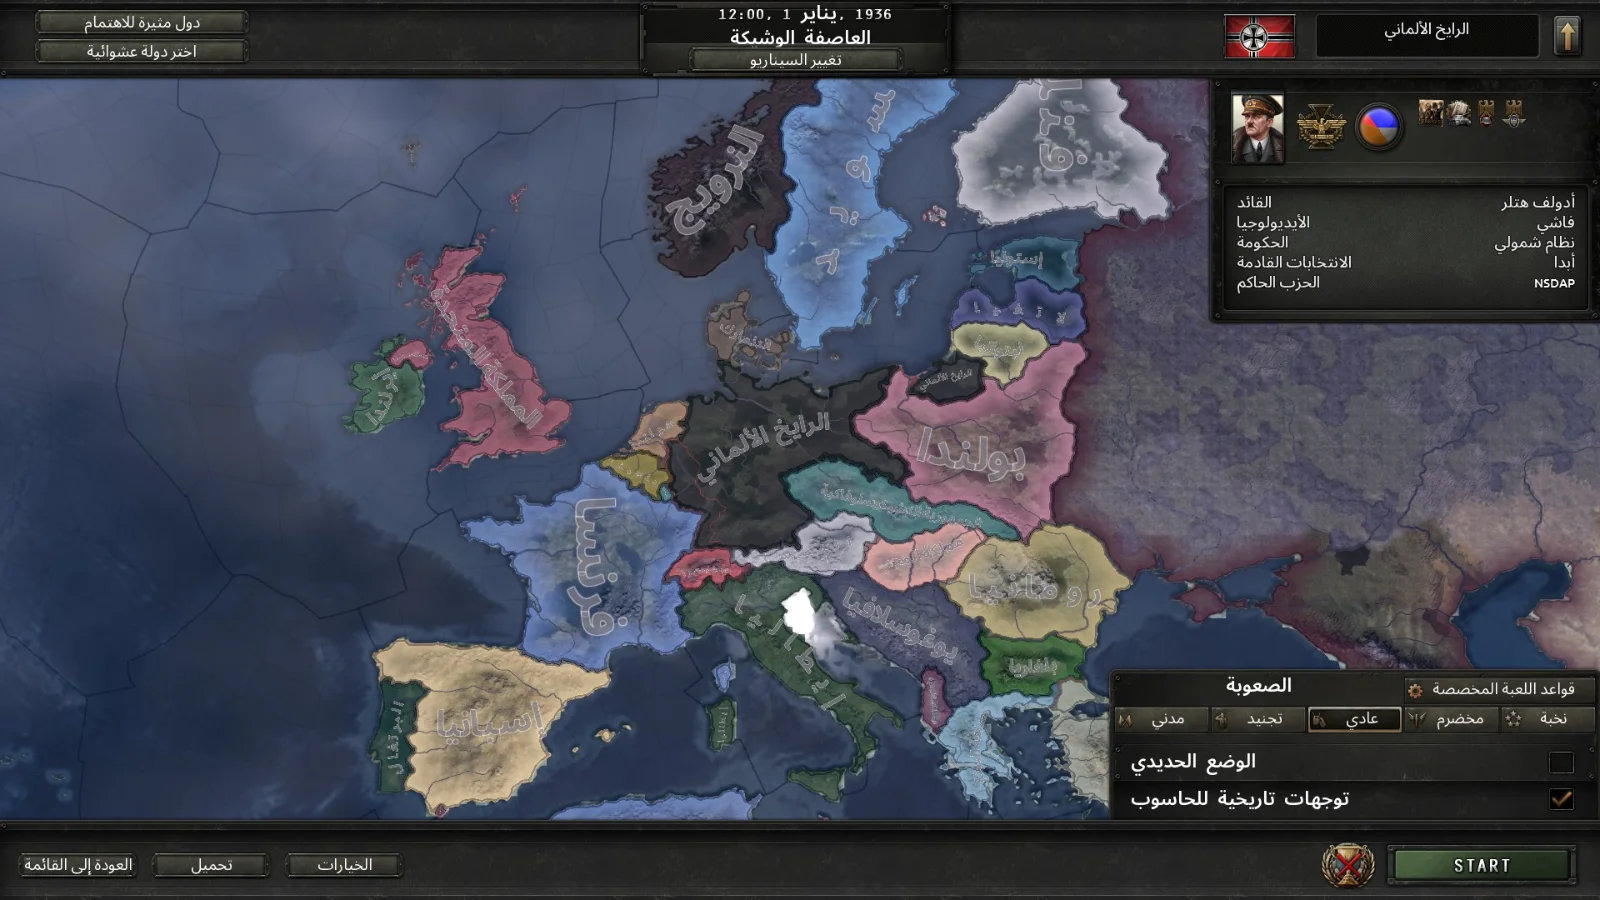 دول مثيرة للاهتمام
اختر دولة عشوائية
12:00, 1 يناير, 1936
العاصفة الوشيكة
تغيير السيناريو
الرايخ الألماني
القائد أدولف هتلر
الأيديولوجيا فاشي
الحكومة نظام شمولي
الانتخابات القادمة أبدا
الحزب الحاكم NSDAP
النرويج
إستونيا
المملكة المتحدة
الرايخ الألماني
الرايخ الألماني
بولندا
فرنسا
رومانيا
يوغوسلافيا
إيطاليا
بلغاريا
إسبانيا
البرتغال
الصعوبة
قواعد اللعبة المخصصة
مدني
تجنيد
عادي
مخضرم
نخبة
الوضع الحديدي
توجهات تاريخية للحاسوب
العودة إلى القائمة
تحميل
الخيارات
START